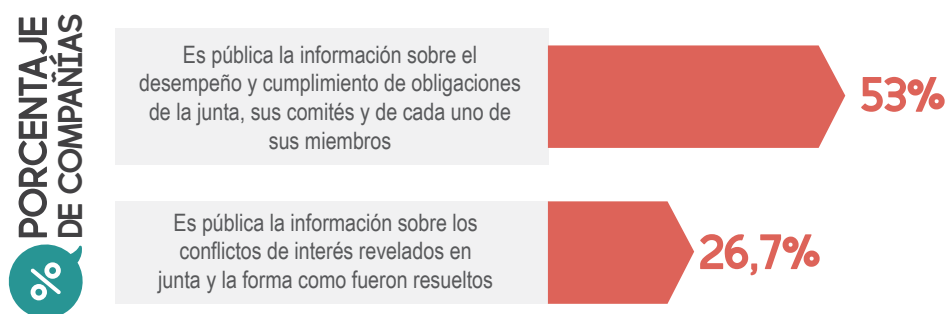 PORCENTAJE
DE COMPAÑÍAS
%
Es pública la información sobre el
desempeño y cumplimiento de obligaciones
de la junta, sus comités y de cada uno de
sus miembros
53%
Es pública la información sobre los
conflictos de interés revelados en
junta y la forma como fueron resueltos
26,7%